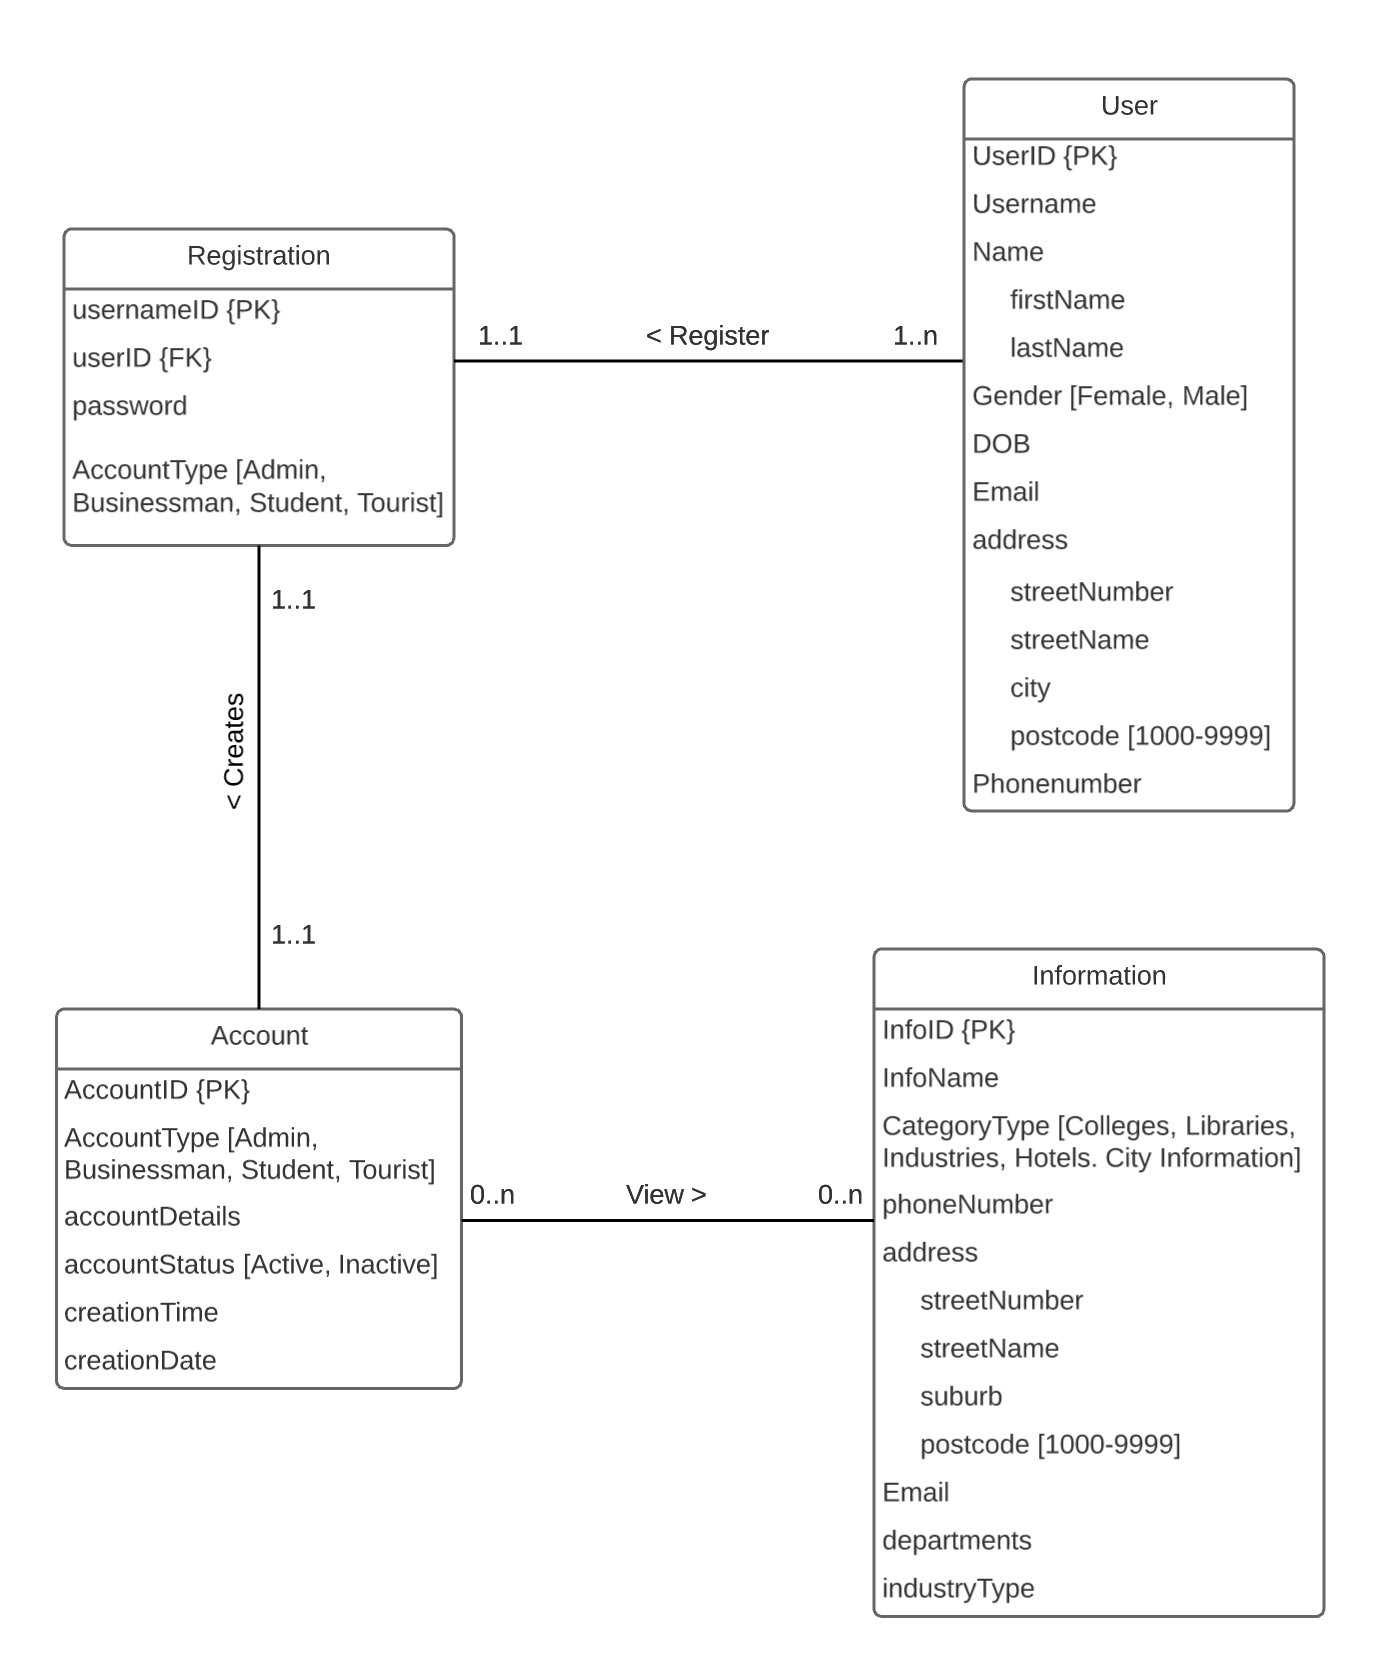 User
UserID {PK}
Username
Name
firstName
lastName
Gender [Female, Male]
DOB
Email
address
streetNumber
streetName
city
postcode [1000-9999]
Phonenumber
Registration
usernameID {PK}
userID {FK}
password
AccountType [Admin,
Businessman, Student, Tourist]
1..1
< Register
1..n
1..1
< Creates
1..1
Account
AccountID {PK}
AccountType [Admin,
Businessman, Student, Tourist]
accountDetails
accountStatus [Active, Inactive]
creationTime
creationDate
0..n
View >
0..n
Information
InfoID {PK}
InfoName
CategoryType [Colleges, Libraries,
Industries, Hotels. City Information]
phoneNumber
address
streetNumber
streetName
suburb
postcode [1000-9999]
Email
departments
industryType